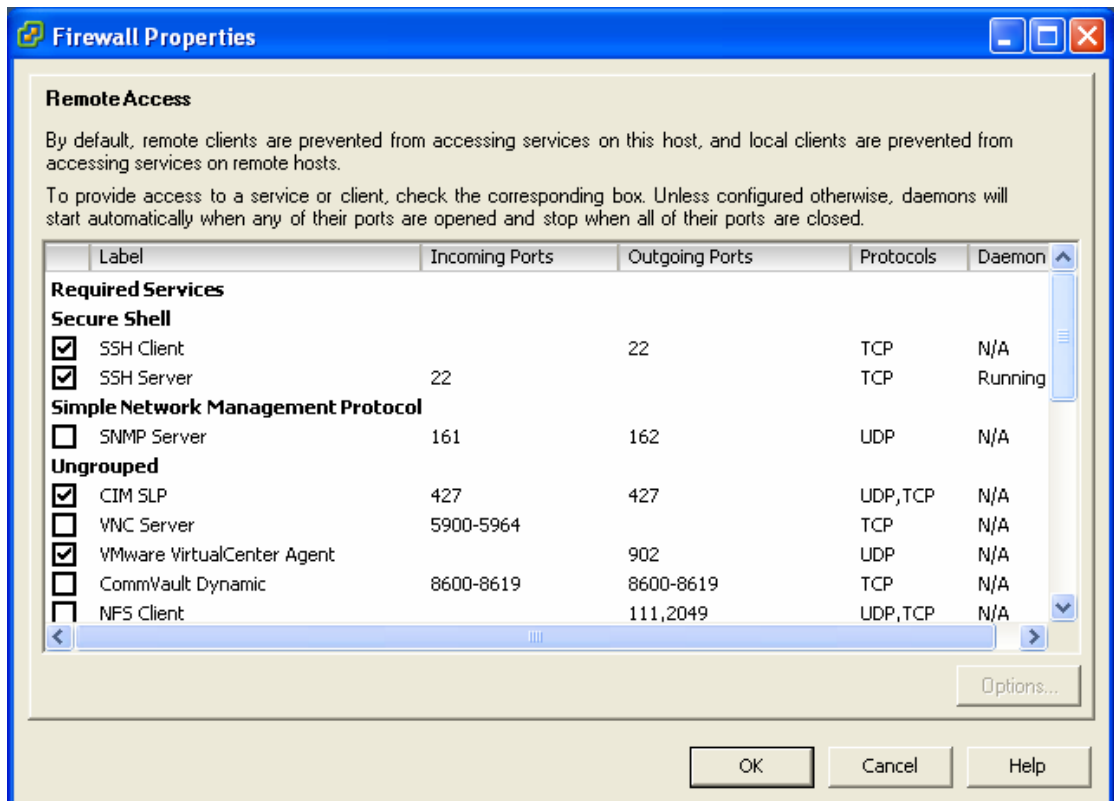 Firewall Properties
Remote Access
By default, remote clients are prevented from accessing services on this host, and local clients are prevented from
accessing services on remote hosts.
To provide access to a service or client, check the corresponding box. Unless configured otherwise, daemons will
start automatically when any of their ports are opened and stop when all of their ports are closed.
Label Incoming Ports Outgoing Ports Protocols Daemon
Required Services
Secure Shell
SSH Client 22 TCP N/A
SSH Server 22 TCP Running
Simple Network Management Protocol
SNMP Server 161 162 UDP N/A
Ungrouped
CIM SLP 427 427 UDP,TCP N/A
VNC Server 5900-5964 TCP N/A
VMware VirtualCenter Agent 902 UDP N/A
CommVault Dynamic 8600-8619 8600-8619 TCP N/A
NFS Client 111,2049 UDP,TCP N/A
Options...
OK Cancel Help